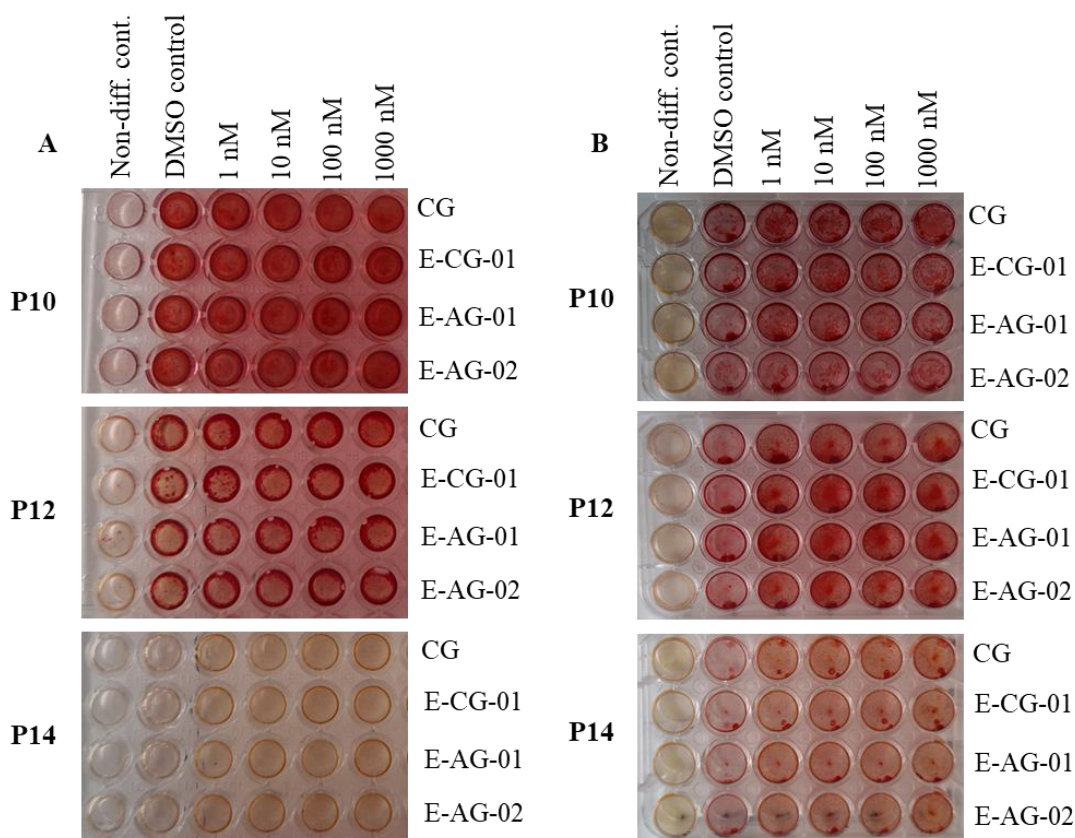 A
Non-diff. cont.
DMSO control
1 nM
10 nM
100 nM
1000 nM
P10
CG
E-CG-01
E-AG-01
E-AG-02
P12
CG
E-CG-01
E-AG-01
E-AG-02
P14
CG
E-CG-01
E-AG-01
E-AG-02
B
Non-diff. cont.
DMSO control
1 nM
10 nM
100 nM
1000 nM
P10
CG
E-CG-01
E-AG-01
E-AG-02
P12
CG
E-CG-01
E-AG-01
E-AG-02
P14
CG
E-CG-01
E-AG-01
E-AG-02